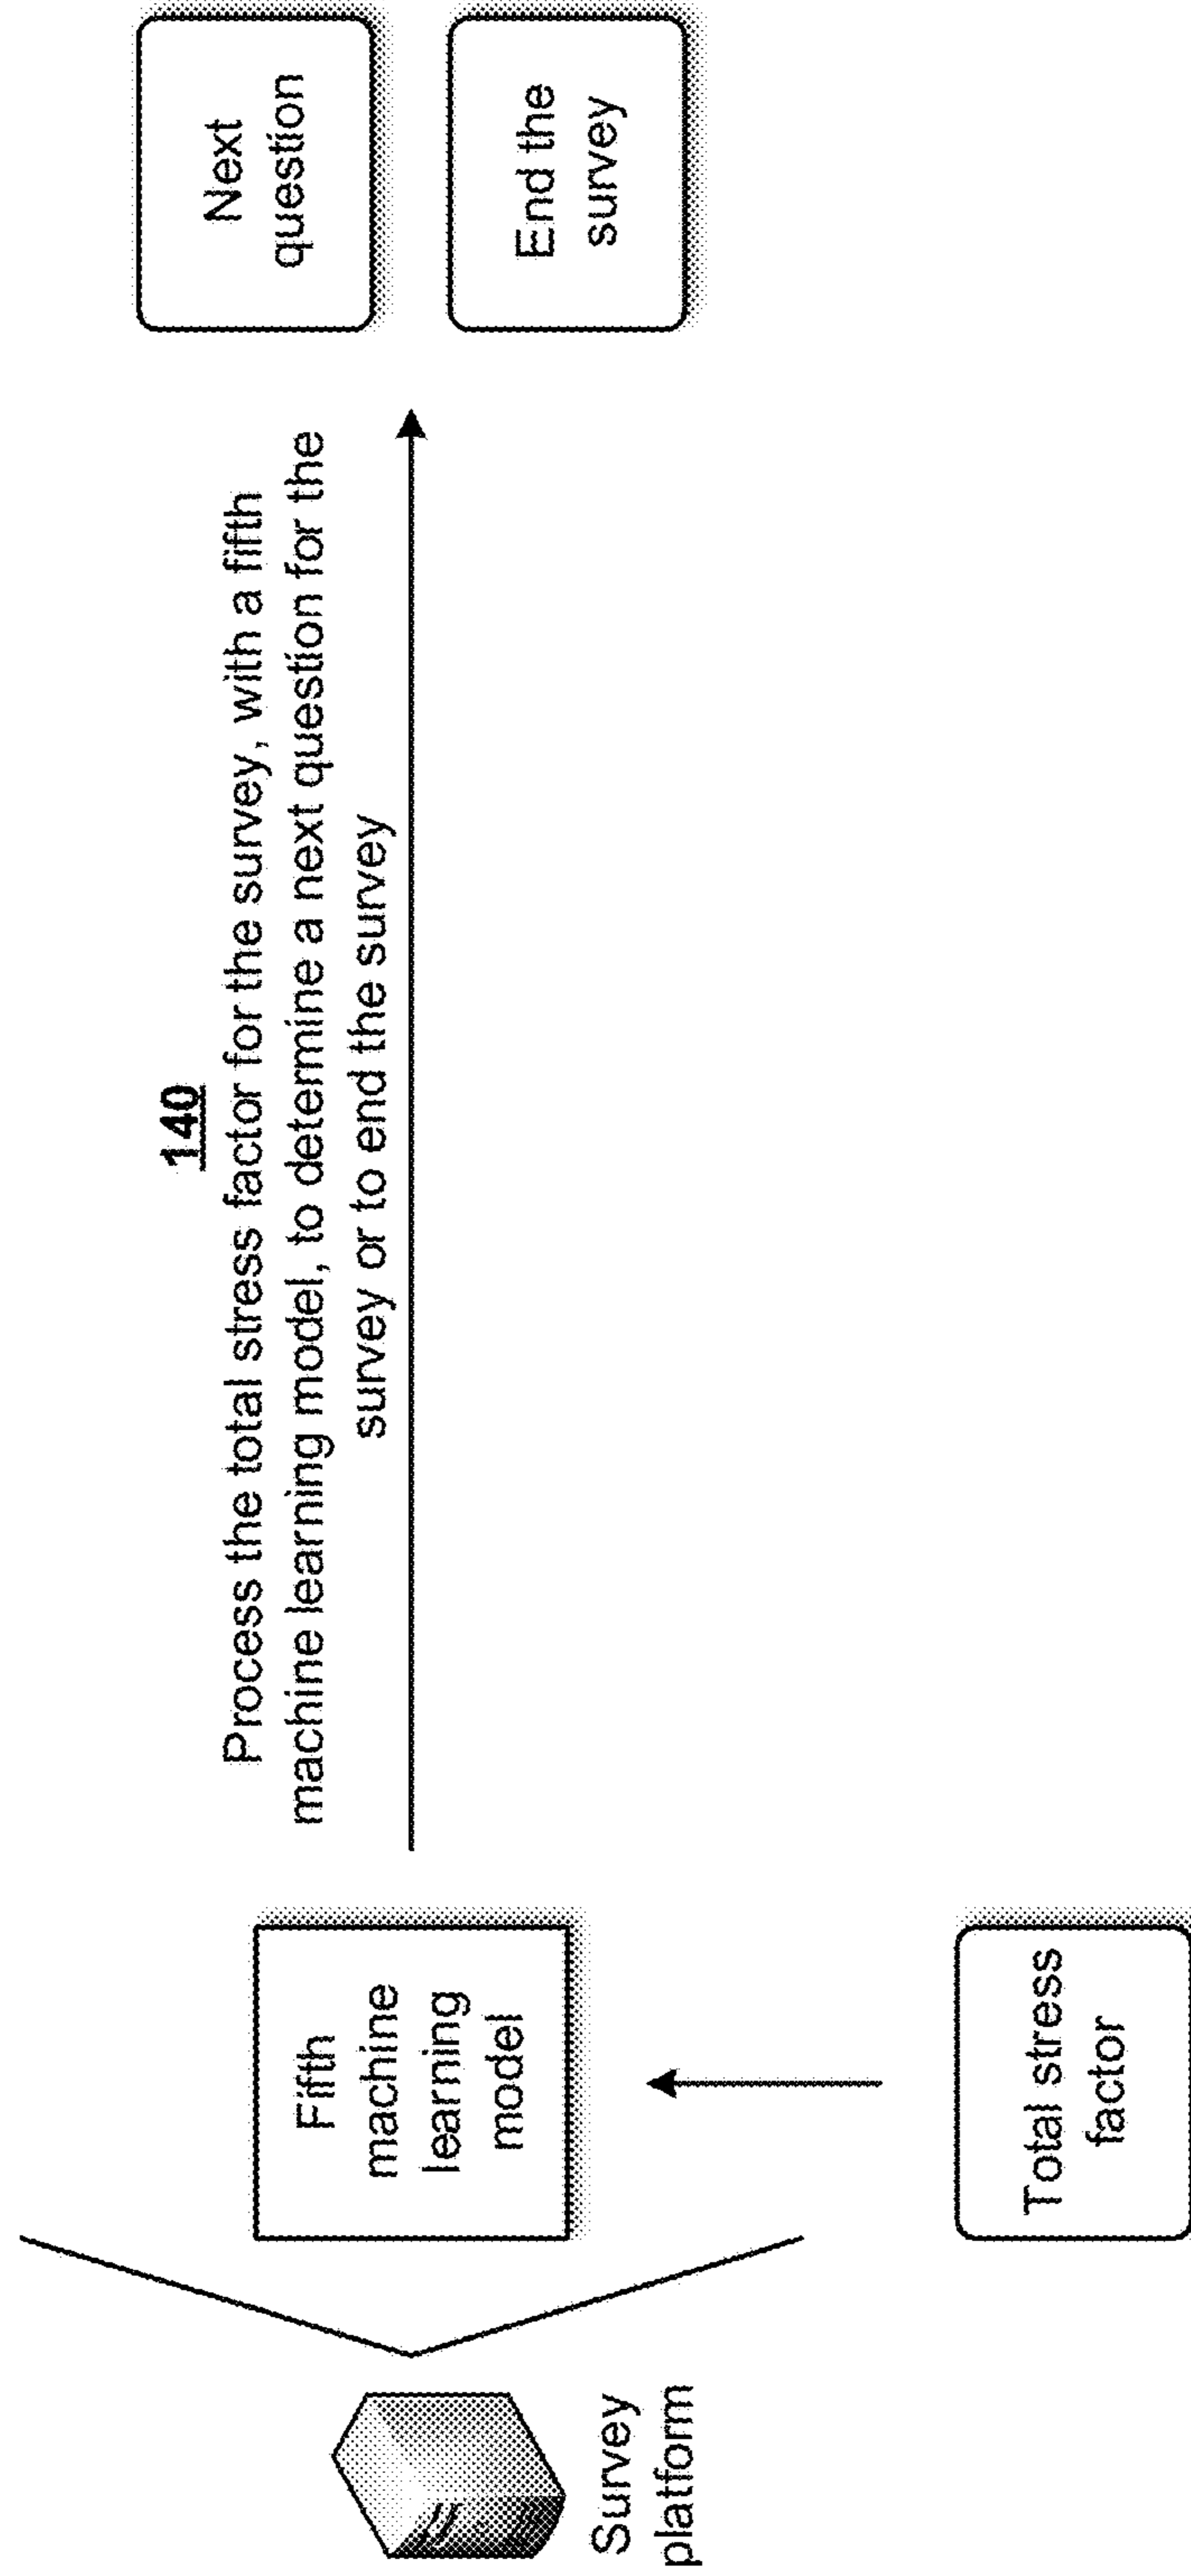 140
Process the total stress factor for the survey, with a fifth
machine learning model, to determine a next question for the
survey or to end the survey
Next
question
End the
survey
Fifth
machine
learning
model
Survey
platform
Total stress
factor